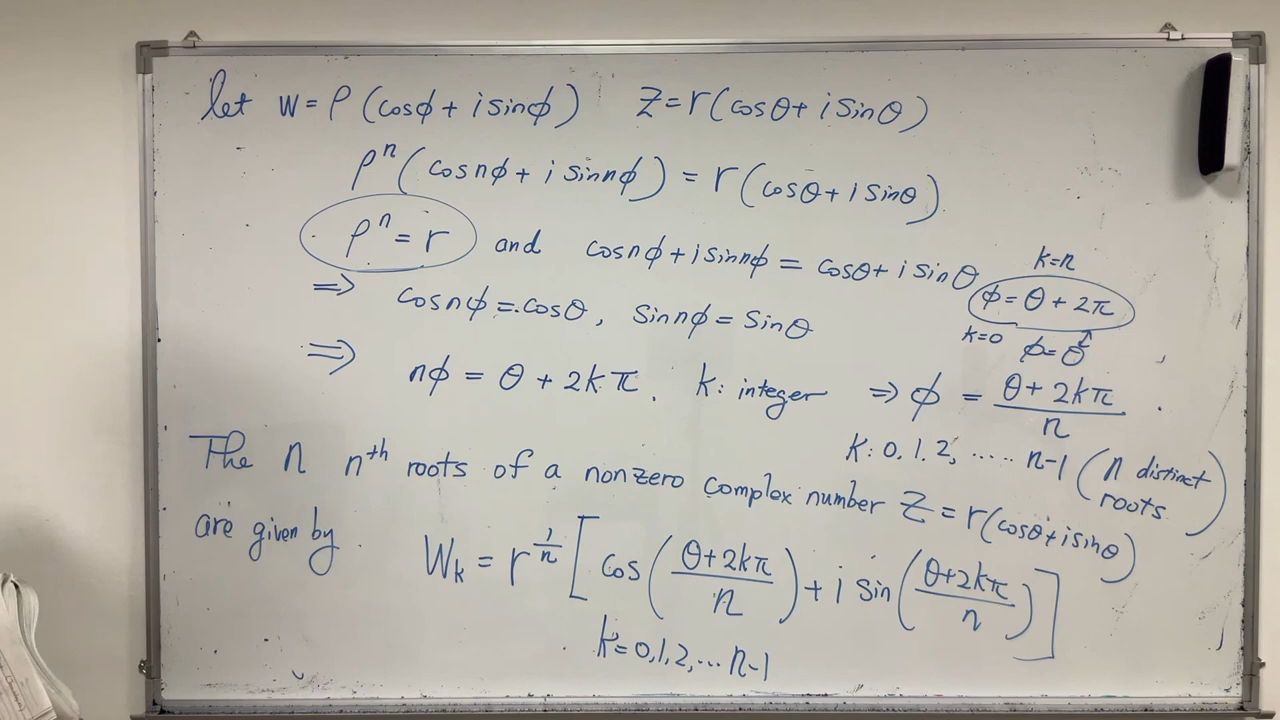 let w = ρ (cosφ + i sinφ) Z = r(cosθ + i sinθ)
ρⁿ (cos nφ + i sin nφ) = r (cosθ + i sinθ)
ρⁿ = r and cos nφ + i sin nφ = cosθ + i sinθ
k=n
φ = θ + 2π
k=0 φ = θ
⇒ cos nφ = cosθ, sin nφ = sinθ
⇒ nφ = θ + 2kπ. k: integer ⇒ φ = (θ + 2kπ)/n .
k: 0, 1, 2, ..... n-1 (n distinct roots)
The n nᵗʰ roots of a nonzero complex number Z = r(cosθ + i sinθ)
are given by W_k = r^(1/n) [cos((θ+2kπ)/n) + i sin((θ+2kπ)/n)]
k = 0, 1, 2, ... n-1